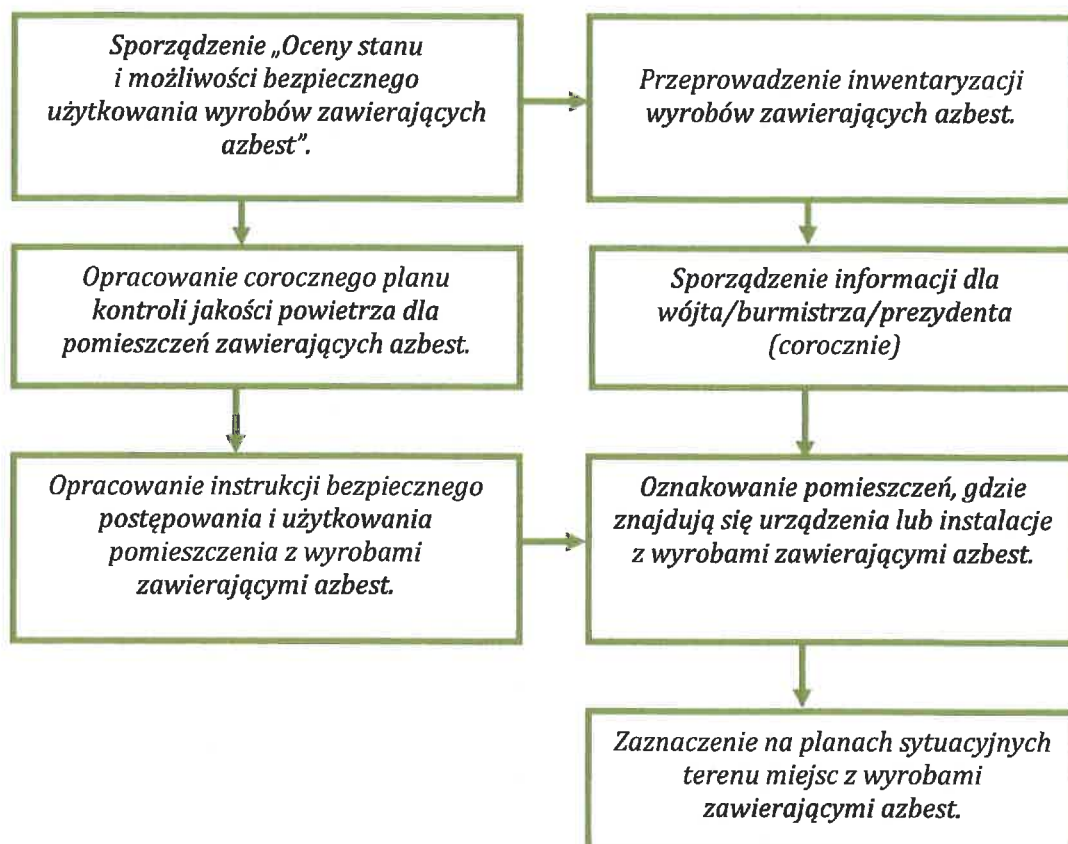 Sporządzenie „Oceny stanu
i możliwości bezpiecznego
użytkowania wyrobów zawierających
azbest”.
Przeprowadzenie inwentaryzacji
wyrobów zawierających azbest.
Opracowanie corocznego planu
kontroli jakości powietrza dla
pomieszczeń zawierających azbest.
Sporządzenie informacji dla
wójta/burmistrza/prezydenta
(corocznie)
Opracowanie instrukcji bezpiecznego
postępowania i użytkowania
pomieszczenia z wyrobami
zawierającymi azbest.
Oznakowanie pomieszczeń, gdzie
znajdują się urządzenia lub instalacje
z wyrobami zawierającymi azbest.
Zaznaczenie na planach sytuacyjnych
terenu miejsc z wyrobami
zawierającymi azbest.